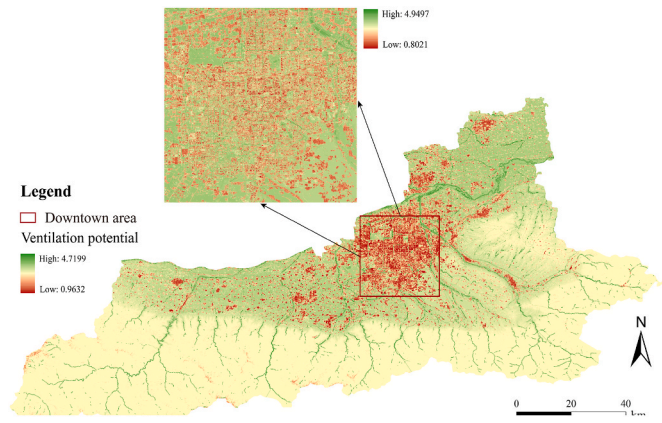 High: 4.9497
Low: 0.8021
Legend
Downtown area
Ventilation potential
High: 4.7199
Low: 0.9632
N
0 20 40
km